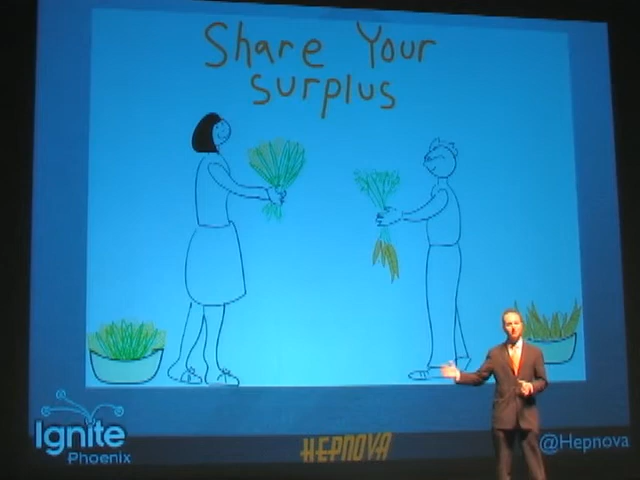 Share Your
surplus
Ignite
Phoenix
HEPNOVA
@Hepnova